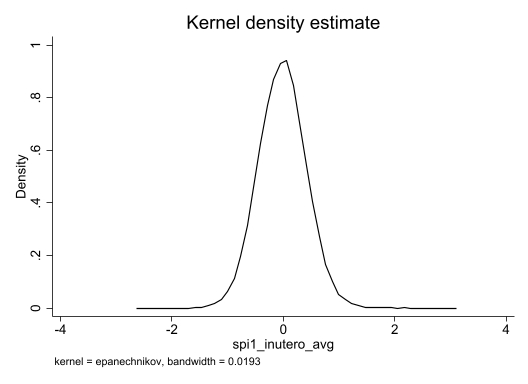 Kernel density estimate
Density
1
.8
.6
.4
.2
0
-4
-2
0
2
4
spi1_inutero_avg
kernel = epanechnikov, bandwidth = 0.0193